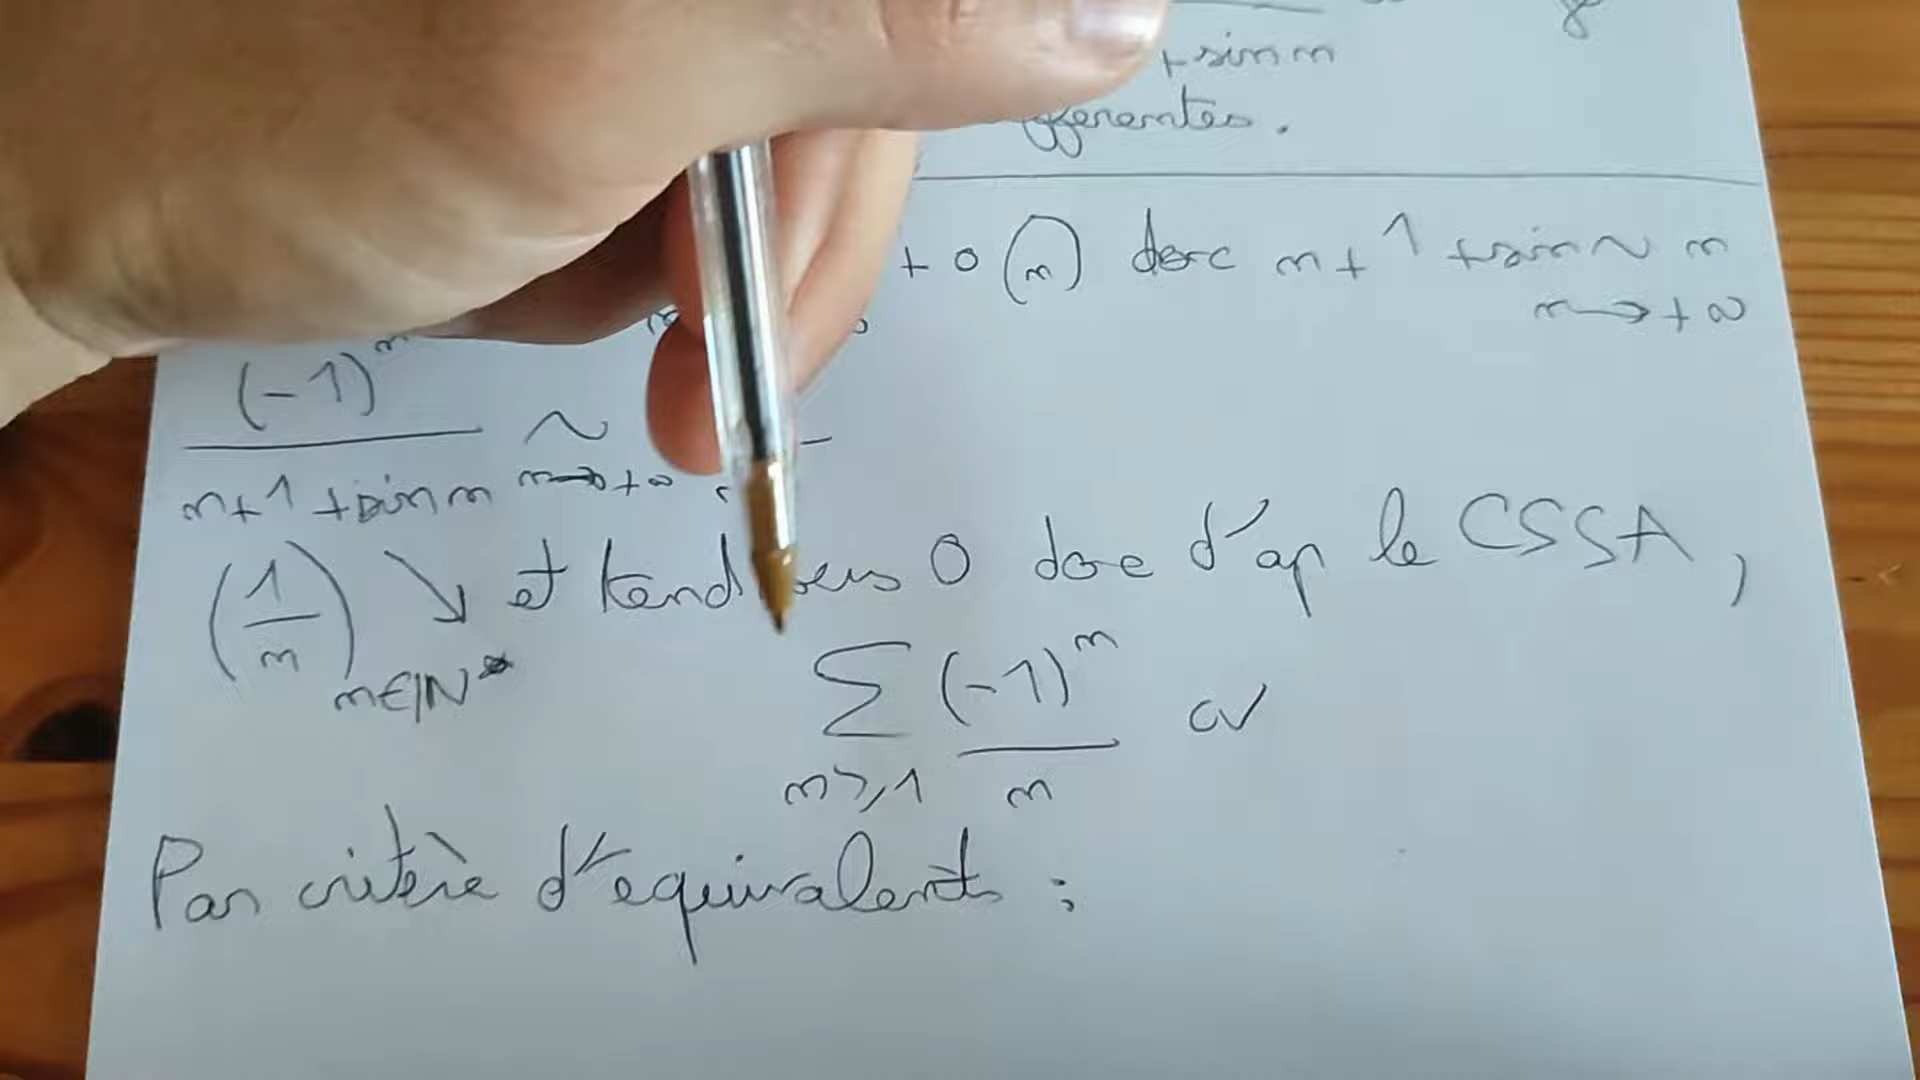 + sin n
fférentes.
+ o(n) donc n+1+sin n ~ n
n→+∞
(-1)^n
n+1+sin n ~ n→+∞
(1/n) n∈ℕ* ↘ et tend vers 0 donc d'ap le CSSA,
∑ n⩾1 (-1)^n/n cv
Par critère d'équivalents :